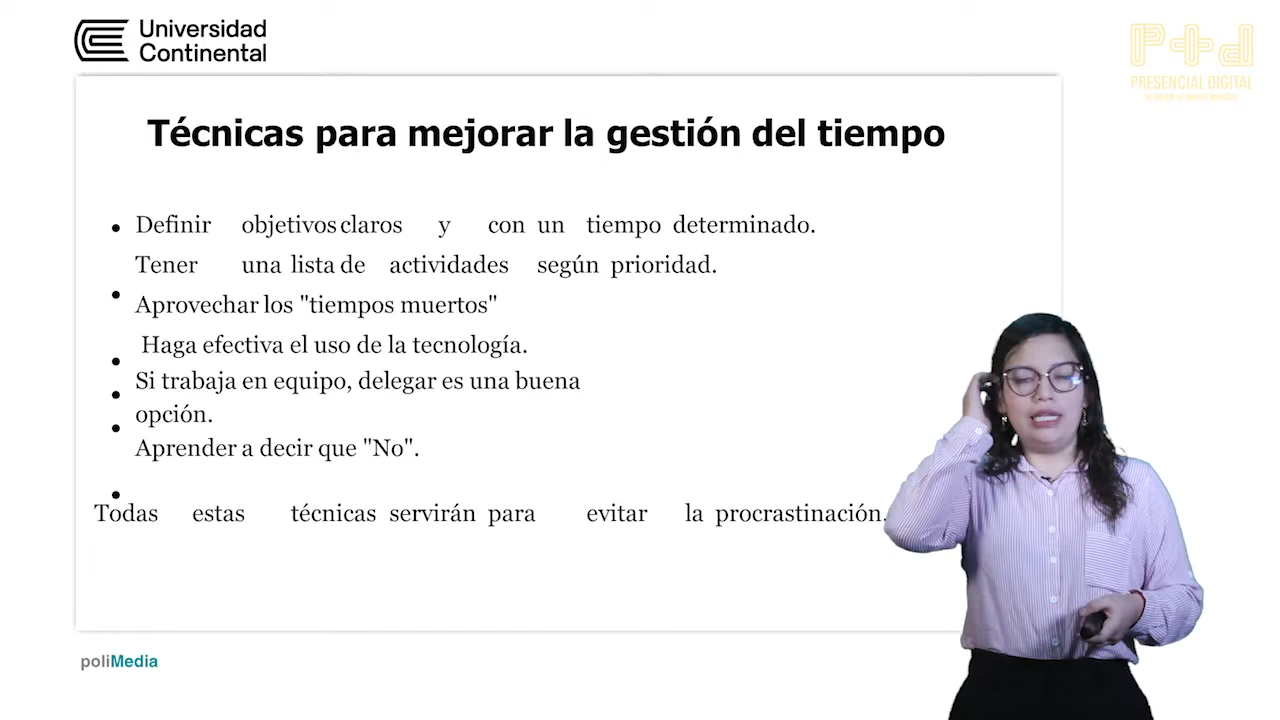 Universidad
Continental
P+d
PRESENCIAL DIGITAL
Técnicas para mejorar la gestión del tiempo
• Definir objetivos claros y con un tiempo determinado.
Tener una lista de actividades según prioridad.
• Aprovechar los "tiempos muertos"
Haga efectiva el uso de la tecnología.
• Si trabaja en equipo, delegar es una buena
opción.
Aprender a decir que "No".
Todas estas técnicas servirán para evitar la procrastinación.
poliMedia